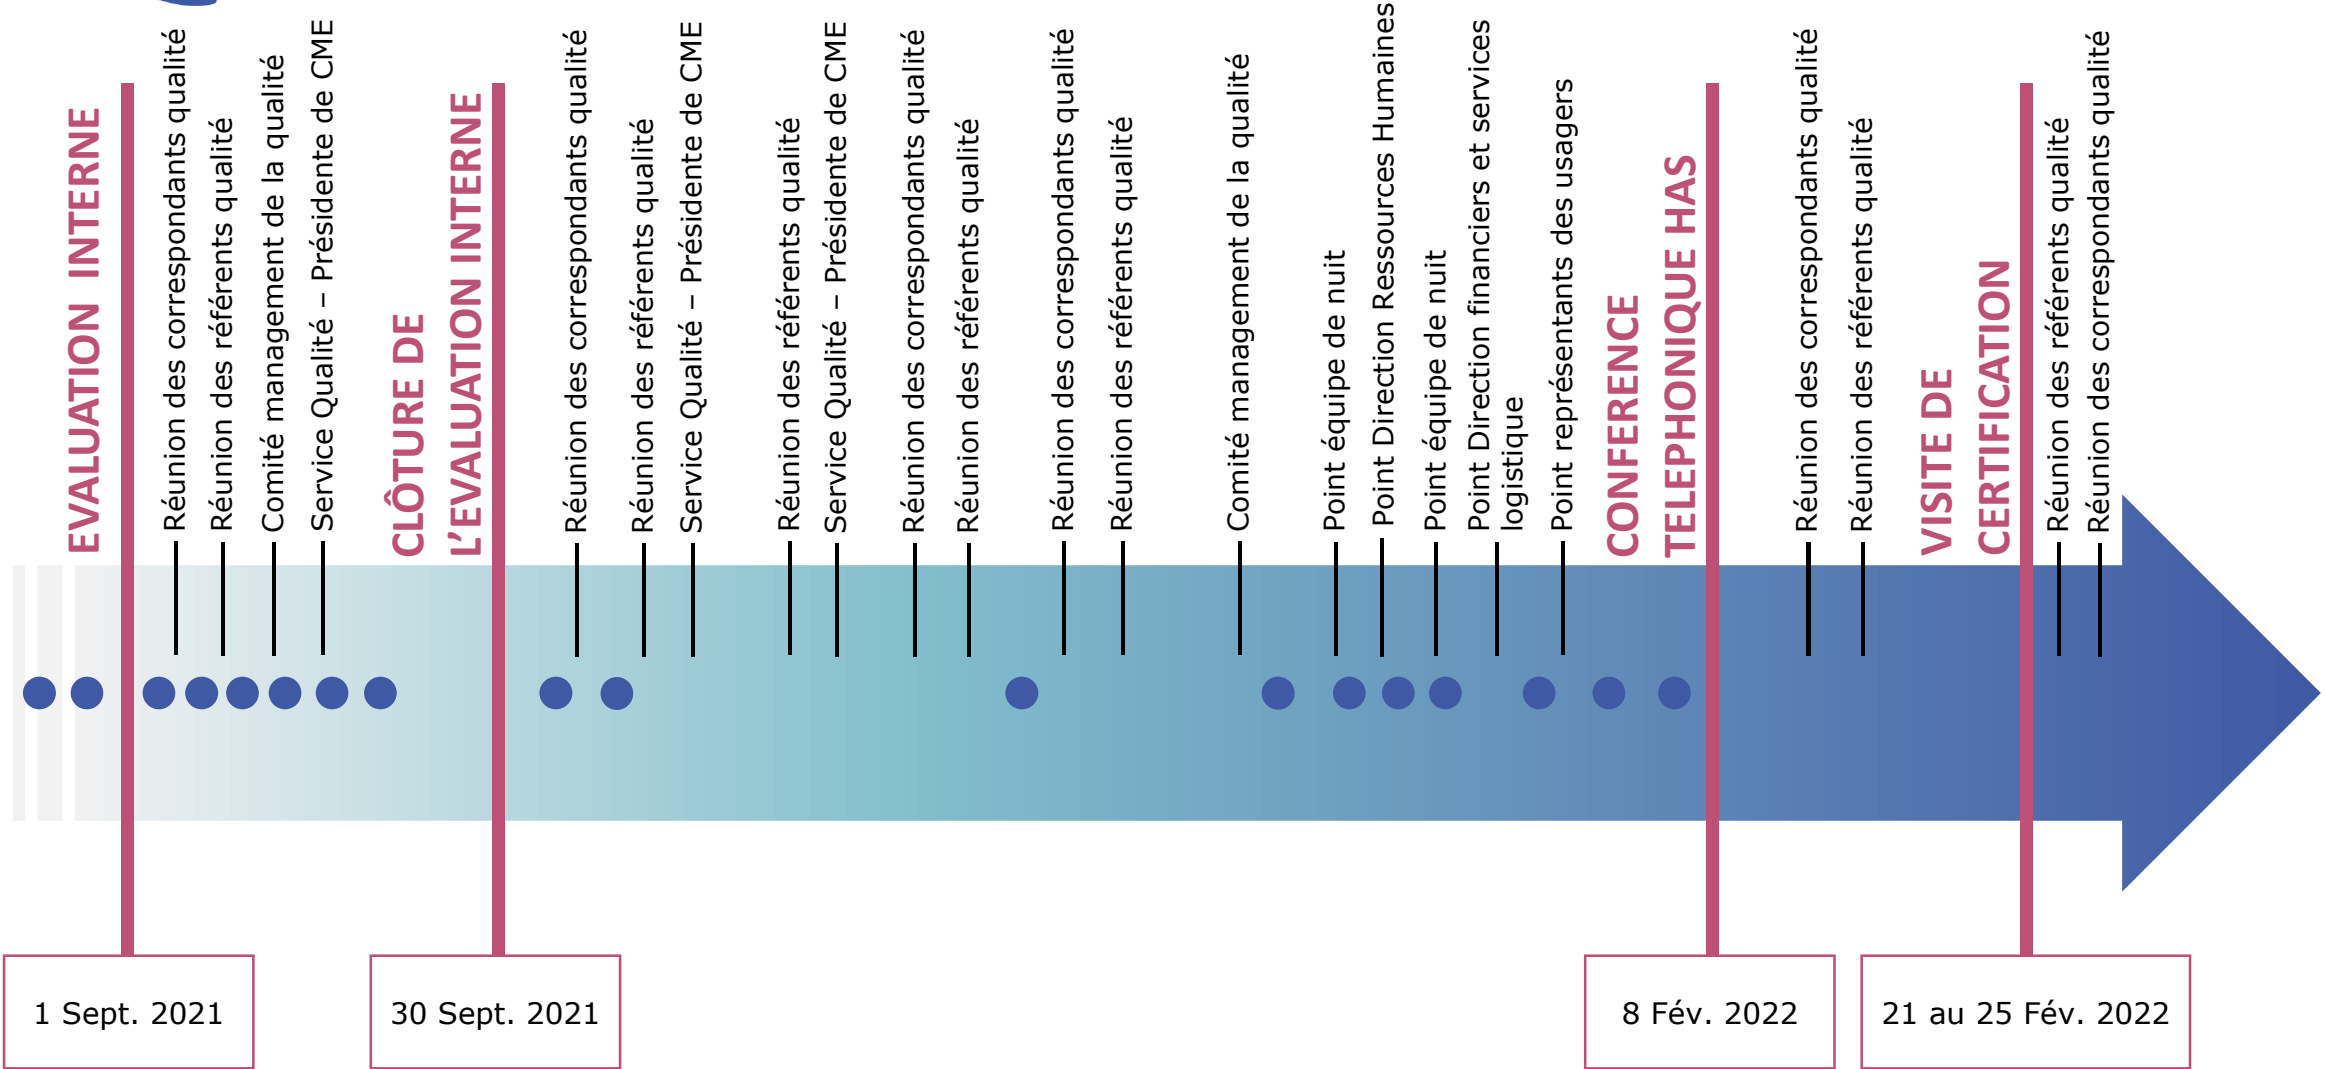 EVALUATION INTERNE
Réunion des correspondants qualité
Réunion des référents qualité
Comité management de la qualité
Service Qualité – Présidente de CME
CLÔTURE DE
L’EVALUATION INTERNE
Réunion des correspondants qualité
Réunion des référents qualité
Service Qualité – Présidente de CME
Réunion des référents qualité
Service Qualité – Présidente de CME
Réunion des correspondants qualité
Réunion des référents qualité
Réunion des correspondants qualité
Réunion des référents qualité
Comité management de la qualité
Point équipe de nuit
Point Direction Ressources Humaines
Point équipe de nuit
Point Direction financiers et services
logistique
Point représentants des usagers
CONFERENCE
TELEPHONIQUE HAS
Réunion des correspondants qualité
Réunion des référents qualité
VISITE DE
CERTIFICATION
Réunion des référents qualité
Réunion des correspondants qualité
1 Sept. 2021
30 Sept. 2021
8 Fév. 2022
21 au 25 Fév. 2022